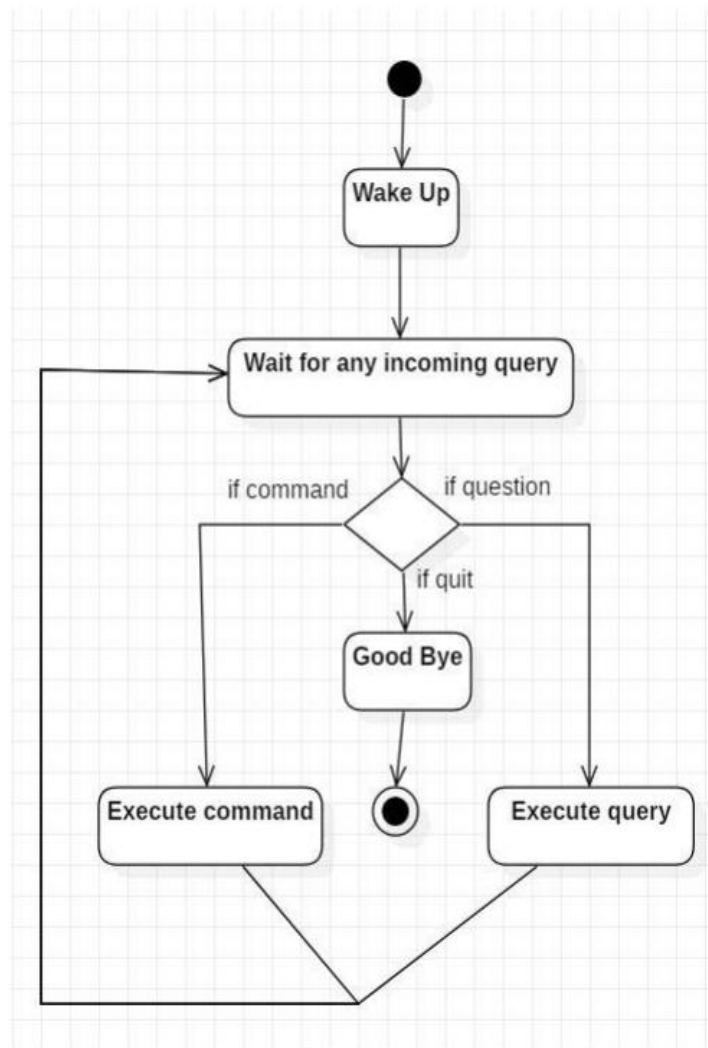 Wake Up
Wait for any incoming query
if command
if question
if quit
Good Bye
Execute command
Execute query